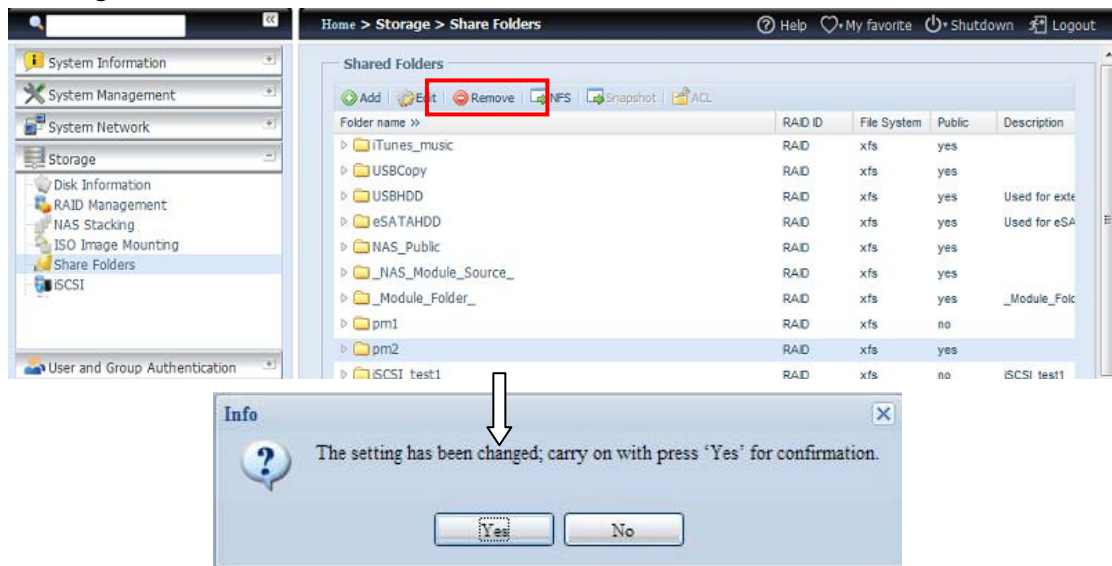 Home > Storage > Share Folders
Help My favorite Shutdown Logout
System Information
System Management
System Network
Storage
Disk Information
RAID Management
NAS Stacking
ISO Image Mounting
Share Folders
iSCSI
User and Group Authentication
Shared Folders
Add Edit Remove NFS Snapshot ACL
Folder name » RAID ID File System Public Description
iTunes_music RAID xfs yes
USBCopy RAID xfs yes
USBHDD RAID xfs yes Used for exte
eSATAHDD RAID xfs yes Used for eSA
NAS_Public RAID xfs yes
_NAS_Module_Source_ RAID xfs yes
_Module_Folder_ RAID xfs yes _Module_Fold
pm1 RAID xfs no
pm2 RAID xfs yes
iSCSI_test1 RAID xfs no iSCSI_test1
Info
The setting has been changed; carry on with press ‘Yes’ for confirmation.
Yes No